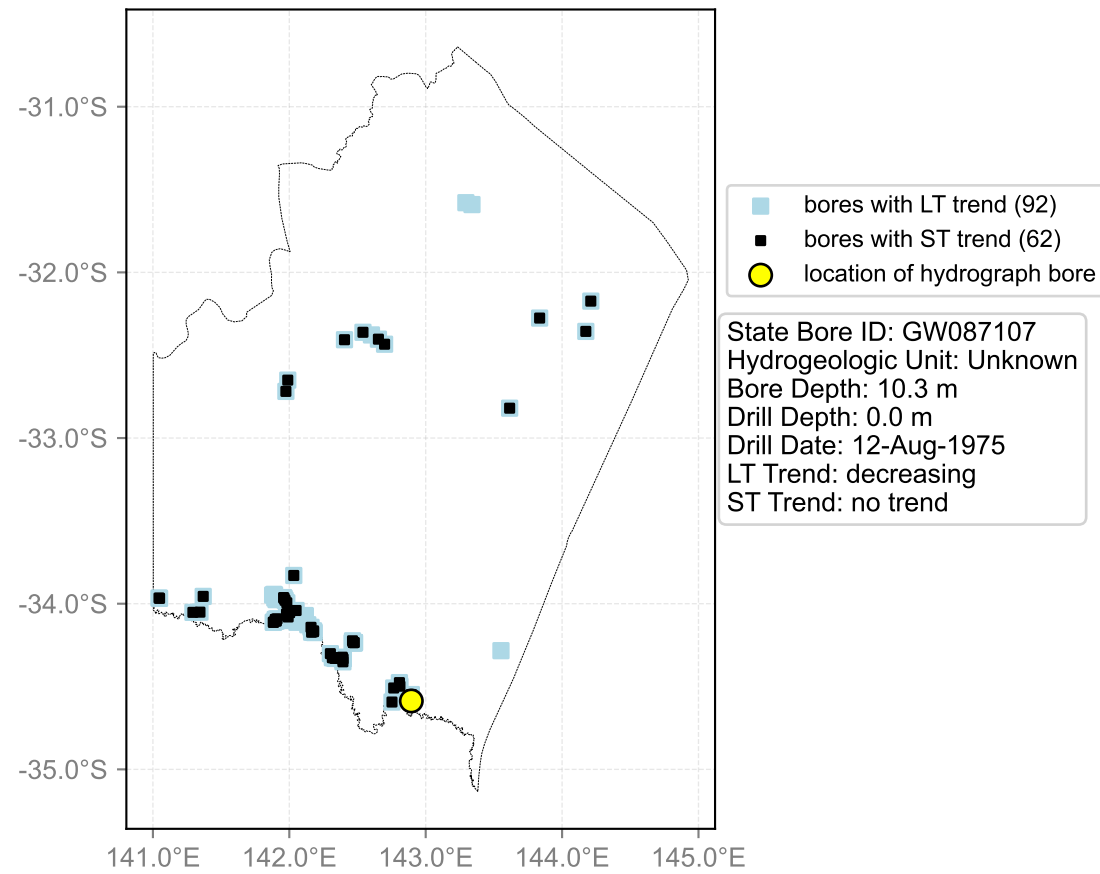 -31.0°S
-32.0°S
-33.0°S
-34.0°S
-35.0°S
141.0°E 142.0°E 143.0°E 144.0°E 145.0°E
bores with LT trend (92)
bores with ST trend (62)
location of hydrograph bore
State Bore ID: GW087107
Hydrogeologic Unit: Unknown
Bore Depth: 10.3 m
Drill Depth: 0.0 m
Drill Date: 12-Aug-1975
LT Trend: decreasing
ST Trend: no trend